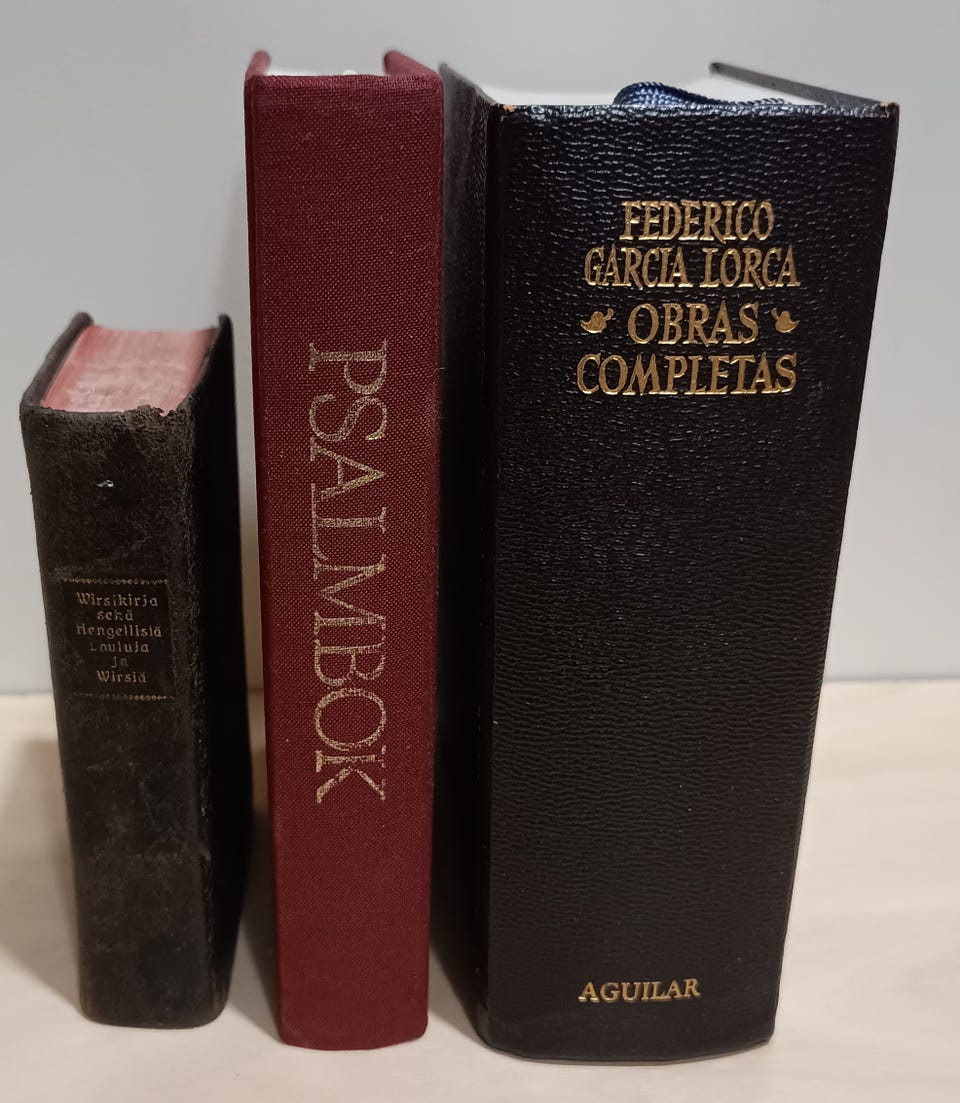 Wirsikirja
sekä
Hengellisiä
Lauluja
ja
Wirsiä
PSALMBOK
FEDERICO
GARCIA LORCA
OBRAS
COMPLETAS
AGUILAR